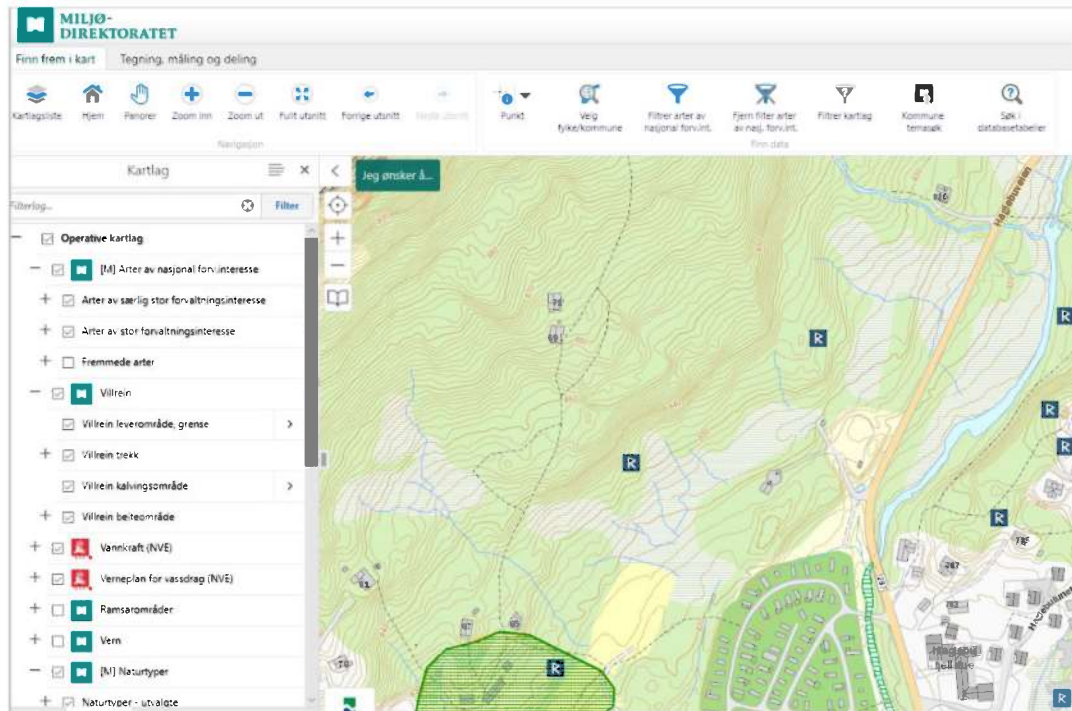 MILJØ-
DIREKTORATET
Finn frem i kart
Tegning, måling og deling
Kartlagsliste
Hjem
Panorer
Zoom inn
Zoom ut
Fullt utsnitt
Forrige utsnitt
Neste utsnitt
Navigasjon
Punkt
Velg
fylke/kommune
Filtrer arter av
nasjonal forv.int.
Fjern filter arter
av nasj. forv.int.
Filtrer kartlag
Kommune
temasøk
Søk i
databasetabeller
Finn data
Kartlag
Jeg ønsker å...
Filter
Operative kartlag
[M] Arter av nasjonal forv.interesse
Arter av særlig stor forvaltningsinteresse
Arter av stor forvaltningsinteresse
Fremmede arter
Villrein
Villrein leverområde, grense
Villrein trekk
Villrein kalvingsområde
Villrein beiteområde
Vannkraft (NVE)
Verneplan for vassdrag (NVE)
Ramsarområder
Vern
[M] Naturtyper
Naturtyper - utvalgte
Haglebuveien
R
R
R
R
R
R
R
R
287